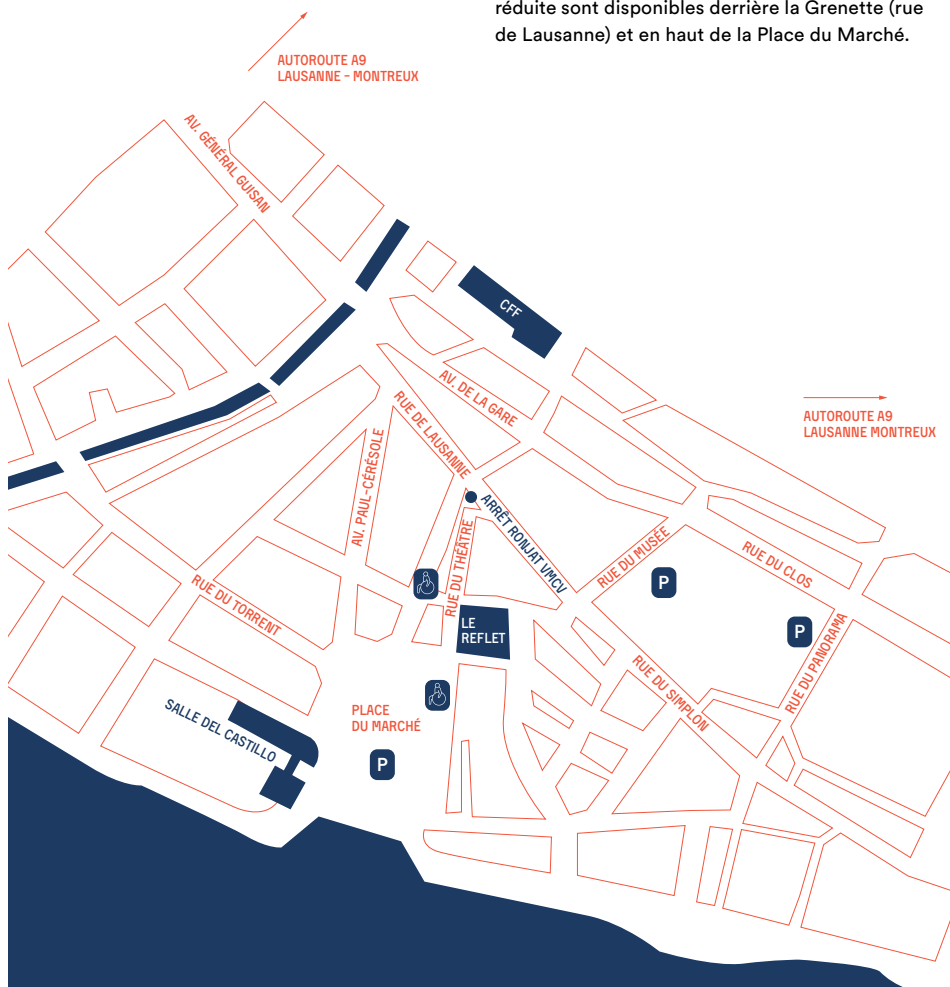 réduite sont disponibles derrière la Grenette (rue
de Lausanne) et en haut de la Place du Marché.
AUTOROUTE A9
LAUSANNE - MONTREUX
AV. GÉNÉRAL GUISAN
CFF
AV. DE LA GARE
RUE DE LAUSANNE
AUTOROUTE A9
LAUSANNE MONTREUX
AV. PAUL-CÉRÉSOLE
ARRÊT RONJAT VMCV
RUE DU THÉÂTRE
RUE DU MUSÉE
RUE DU CLOS
P
P
RUE DU TORRENT
LE
REFLET
RUE DU PANORAMA
RUE DU SIMPLON
SALLE DEL CASTILLO
PLACE
DU MARCHÉ
P